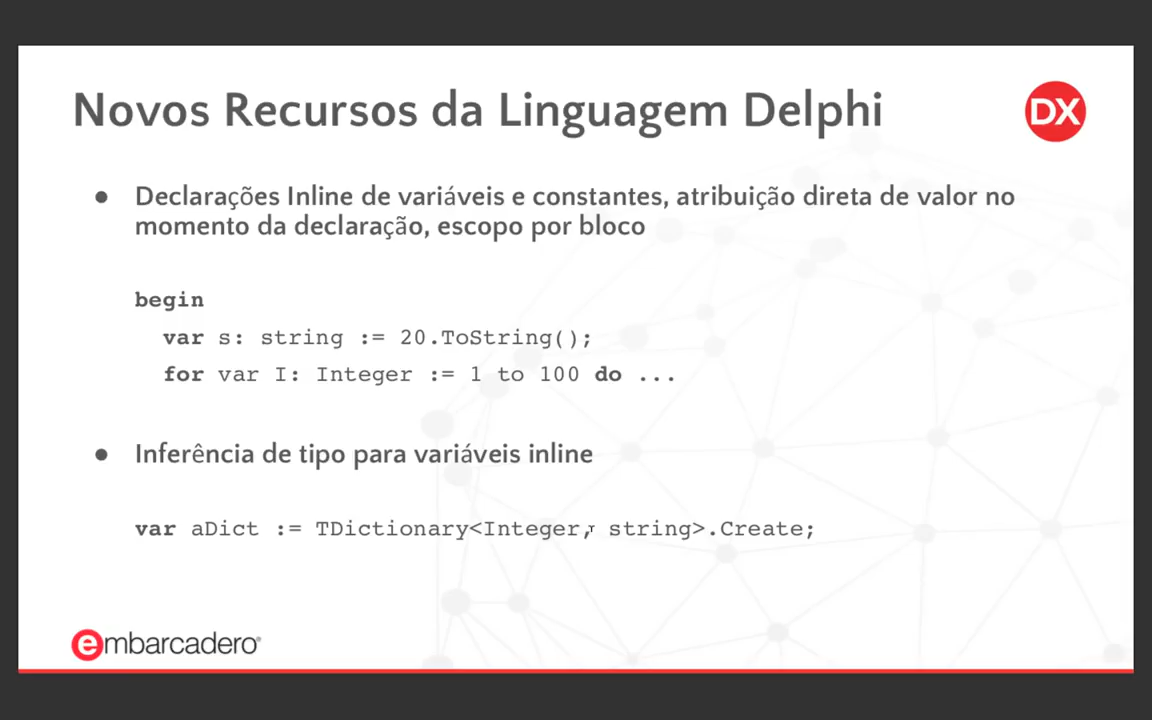 Novos Recursos da Linguagem Delphi
DX
● Declarações Inline de variáveis e constantes, atribuição direta de valor no
momento da declaração, escopo por bloco
begin
var s: string := 20.ToString();
for var I: Integer := 1 to 100 do ...
● Inferência de tipo para variáveis inline
var aDict := TDictionary<Integer, string>.Create;
embarcadero®